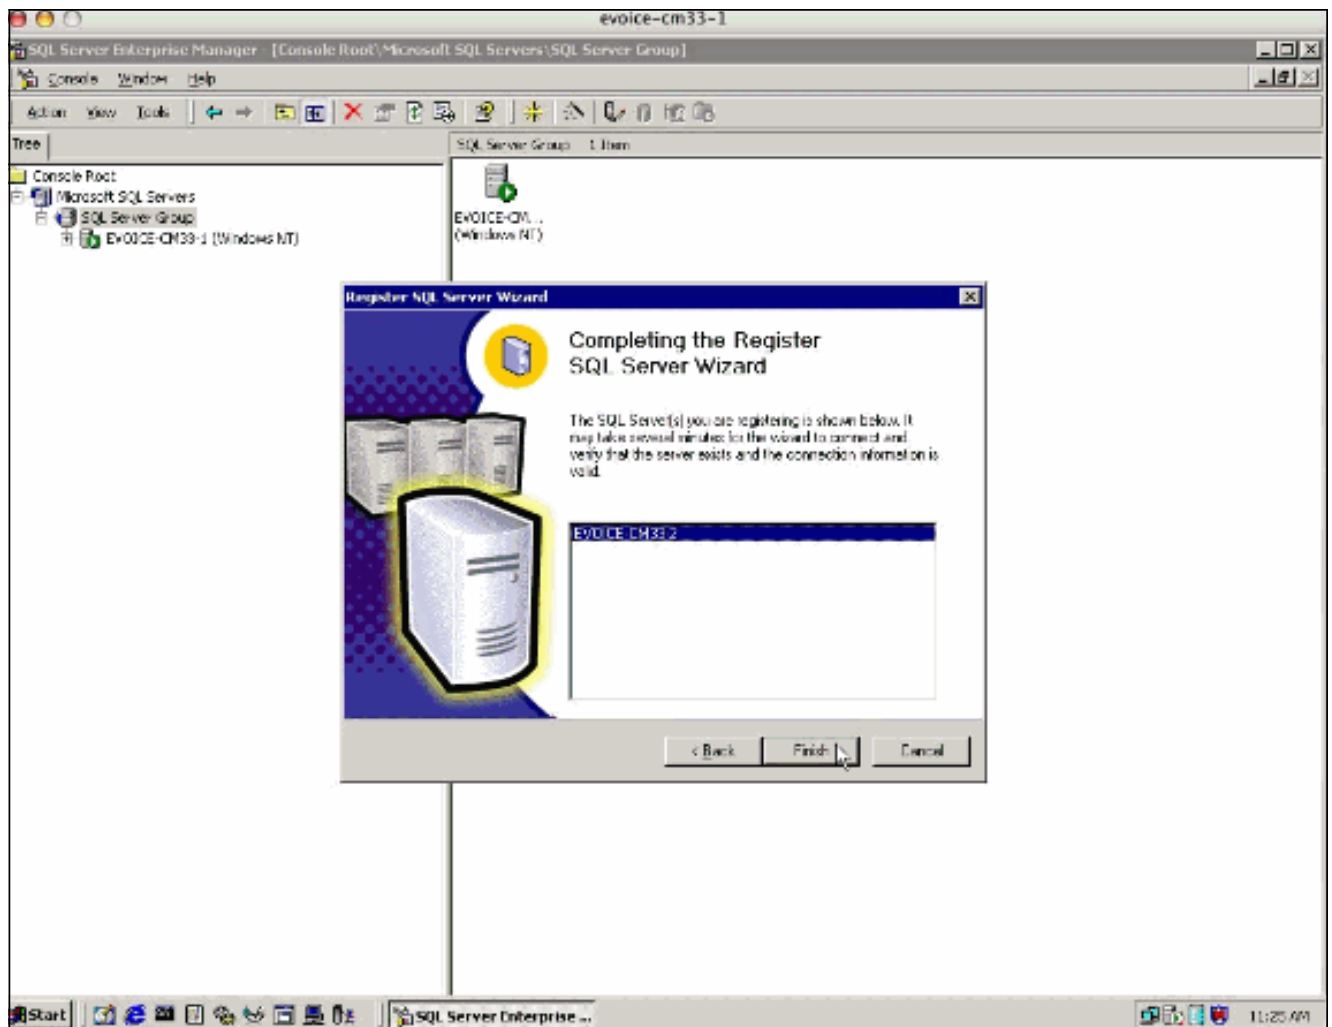 evoice-cm33-1
SQL Server Enterprise Manager - [Console Root\Microsoft SQL Servers\SQL Server Group]
Console Window Help
Action View Tools
Tree
SQL Server Group 1 Item
Console Root
Microsoft SQL Servers
SQL Server Group
EVOICE-CM33-1 (Windows NT)
EVOICE-CM...
(Windows NT)
Register SQL Server Wizard
Completing the Register
SQL Server Wizard
The SQL Server(s) you are registering is shown below. It
may take several minutes for the wizard to connect and
verify that the server exists and the connection information is
valid.
EVOICE-CM33-2
< Back Finish Cancel
Start SQL Server Enterprise ... 11:25 AM